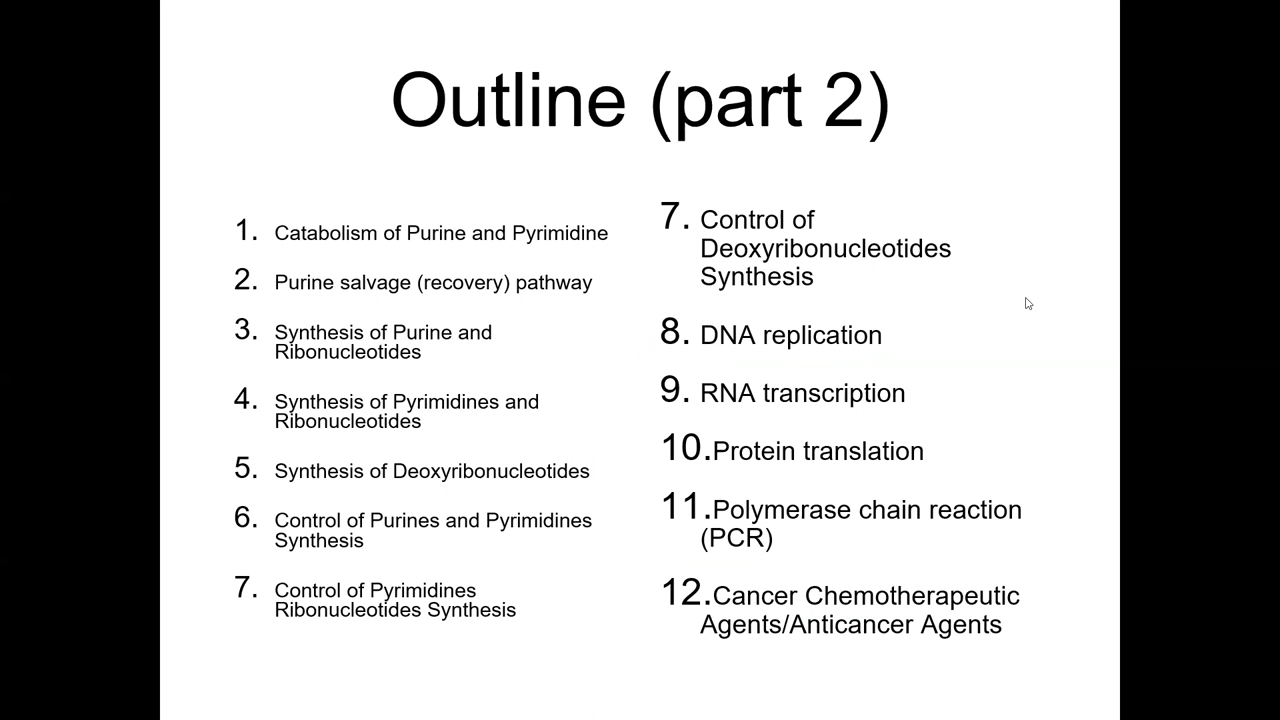 Outline (part 2)
1. Catabolism of Purine and Pyrimidine
2. Purine salvage (recovery) pathway
3. Synthesis of Purine and
Ribonucleotides
4. Synthesis of Pyrimidines and
Ribonucleotides
5. Synthesis of Deoxyribonucleotides
6. Control of Purines and Pyrimidines
Synthesis
7. Control of Pyrimidines
Ribonucleotides Synthesis
7. Control of
Deoxyribonucleotides
Synthesis
8. DNA replication
9. RNA transcription
10.Protein translation
11.Polymerase chain reaction
(PCR)
12.Cancer Chemotherapeutic
Agents/Anticancer Agents